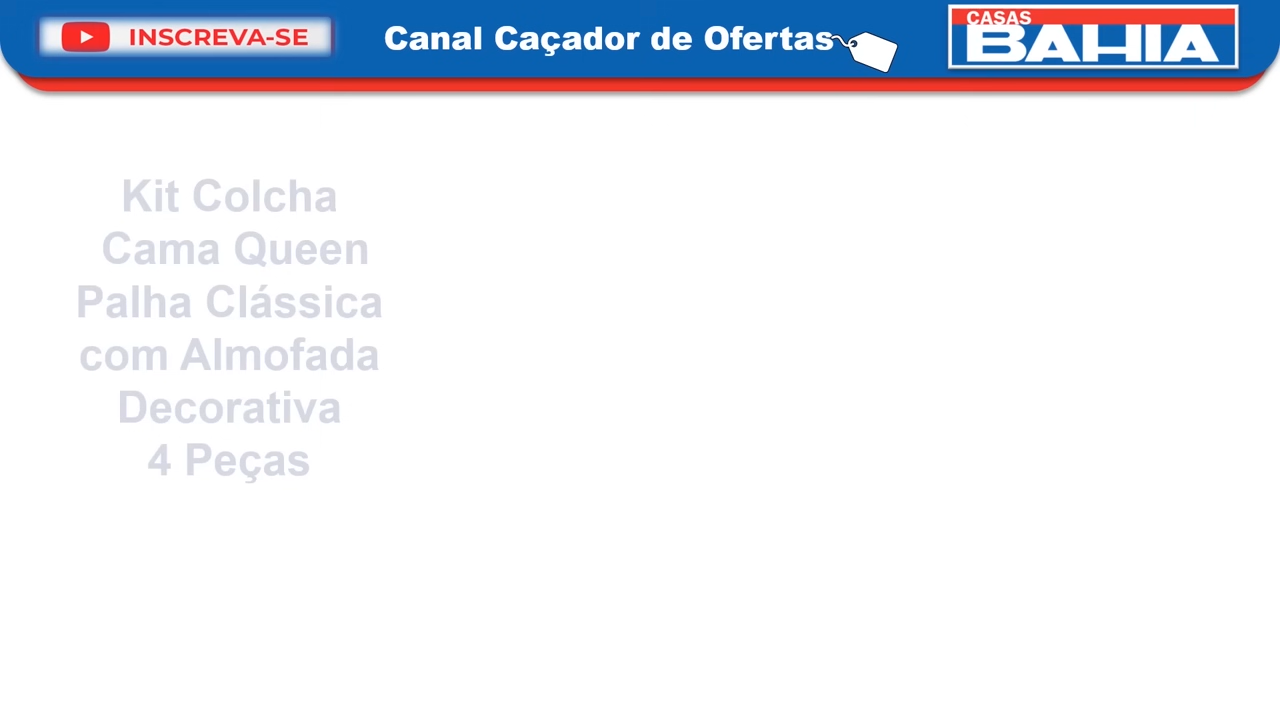 INSCREVA-SE
Canal Caçador de Ofertas
CASAS
BAHIA
Kit Colcha
Cama Queen
Palha Clássica
com Almofada
Decorativa
4 Peças